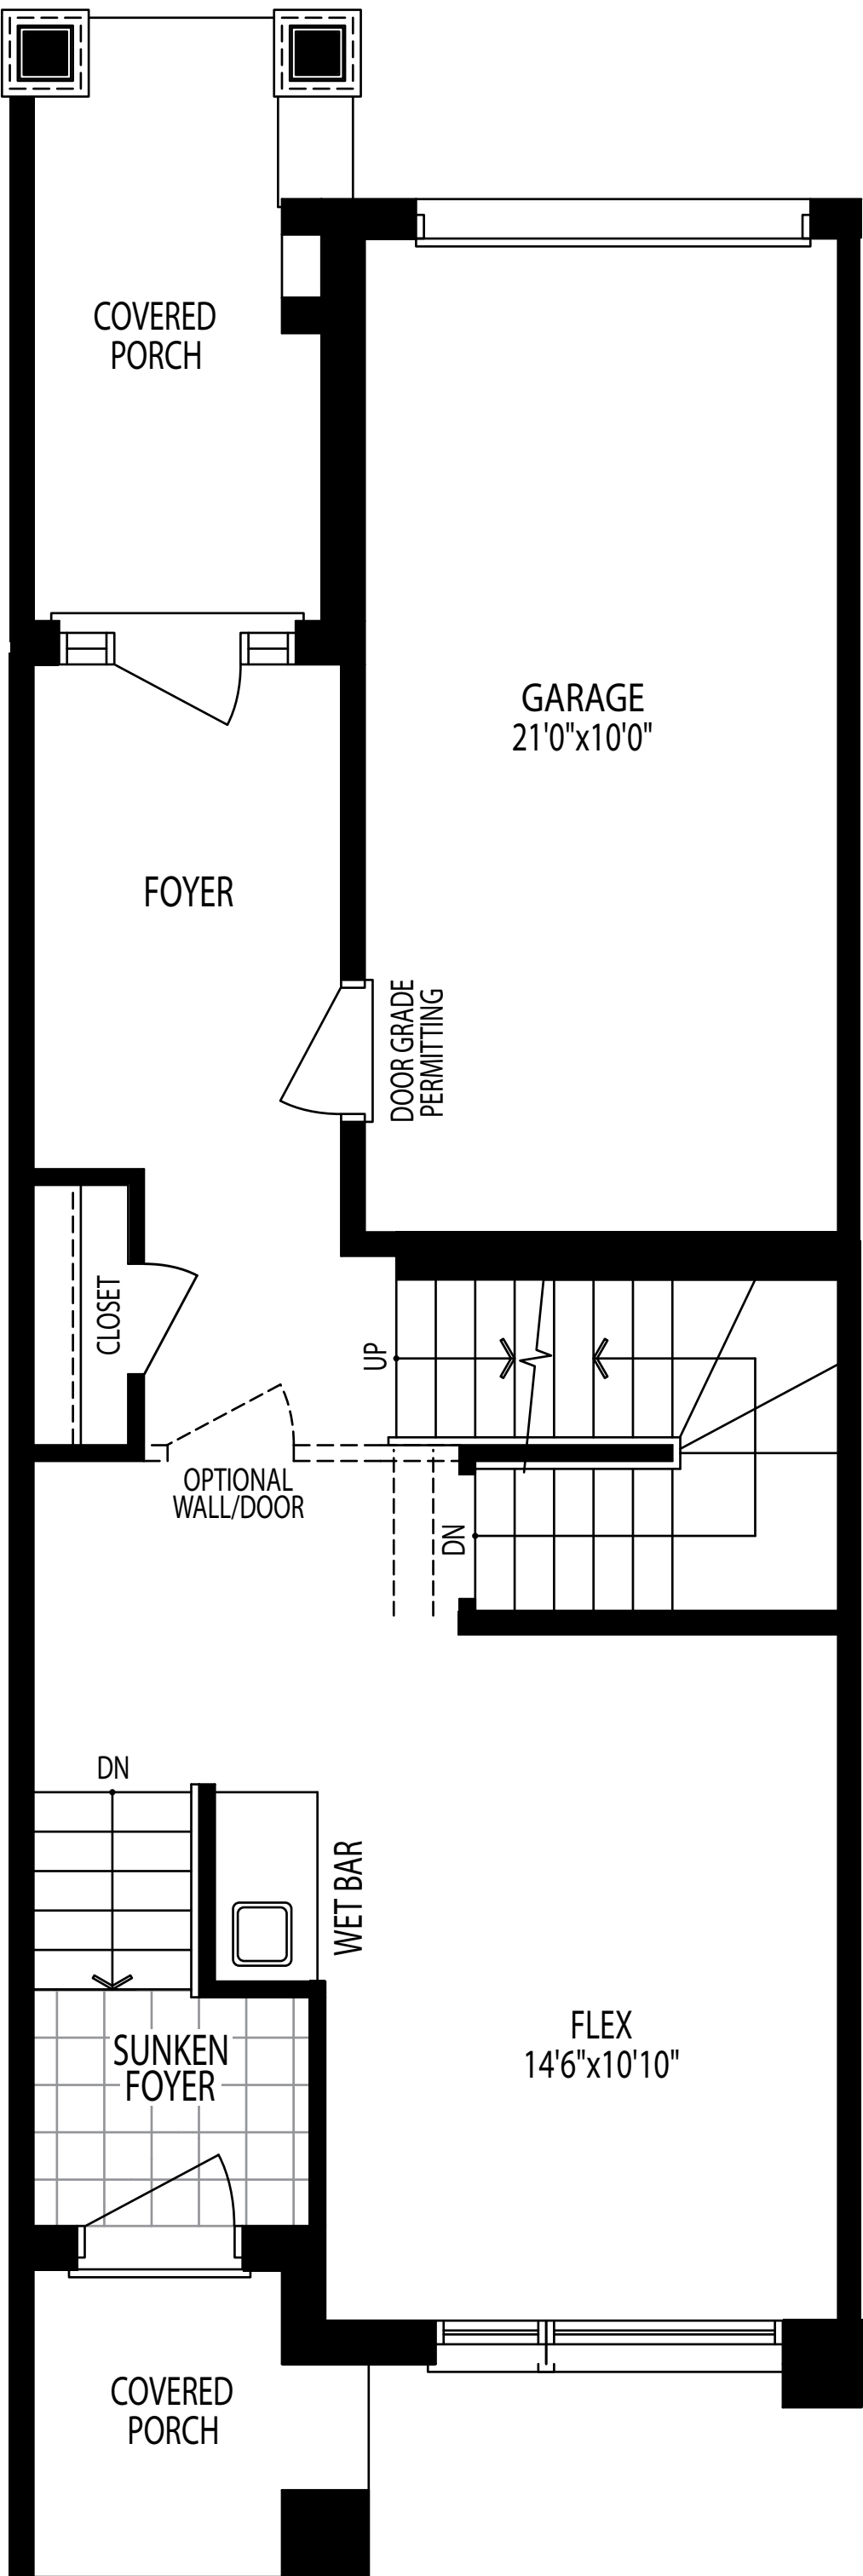 COVERED
PORCH
GARAGE
21'0"x10'0"
FOYER
DOOR GRADE
PERMITTING
CLOSET
UP
OPTIONAL
WALL/DOOR
DN
DN
WET BAR
FLEX
14'6"x10'10"
SUNKEN
FOYER
COVERED
PORCH